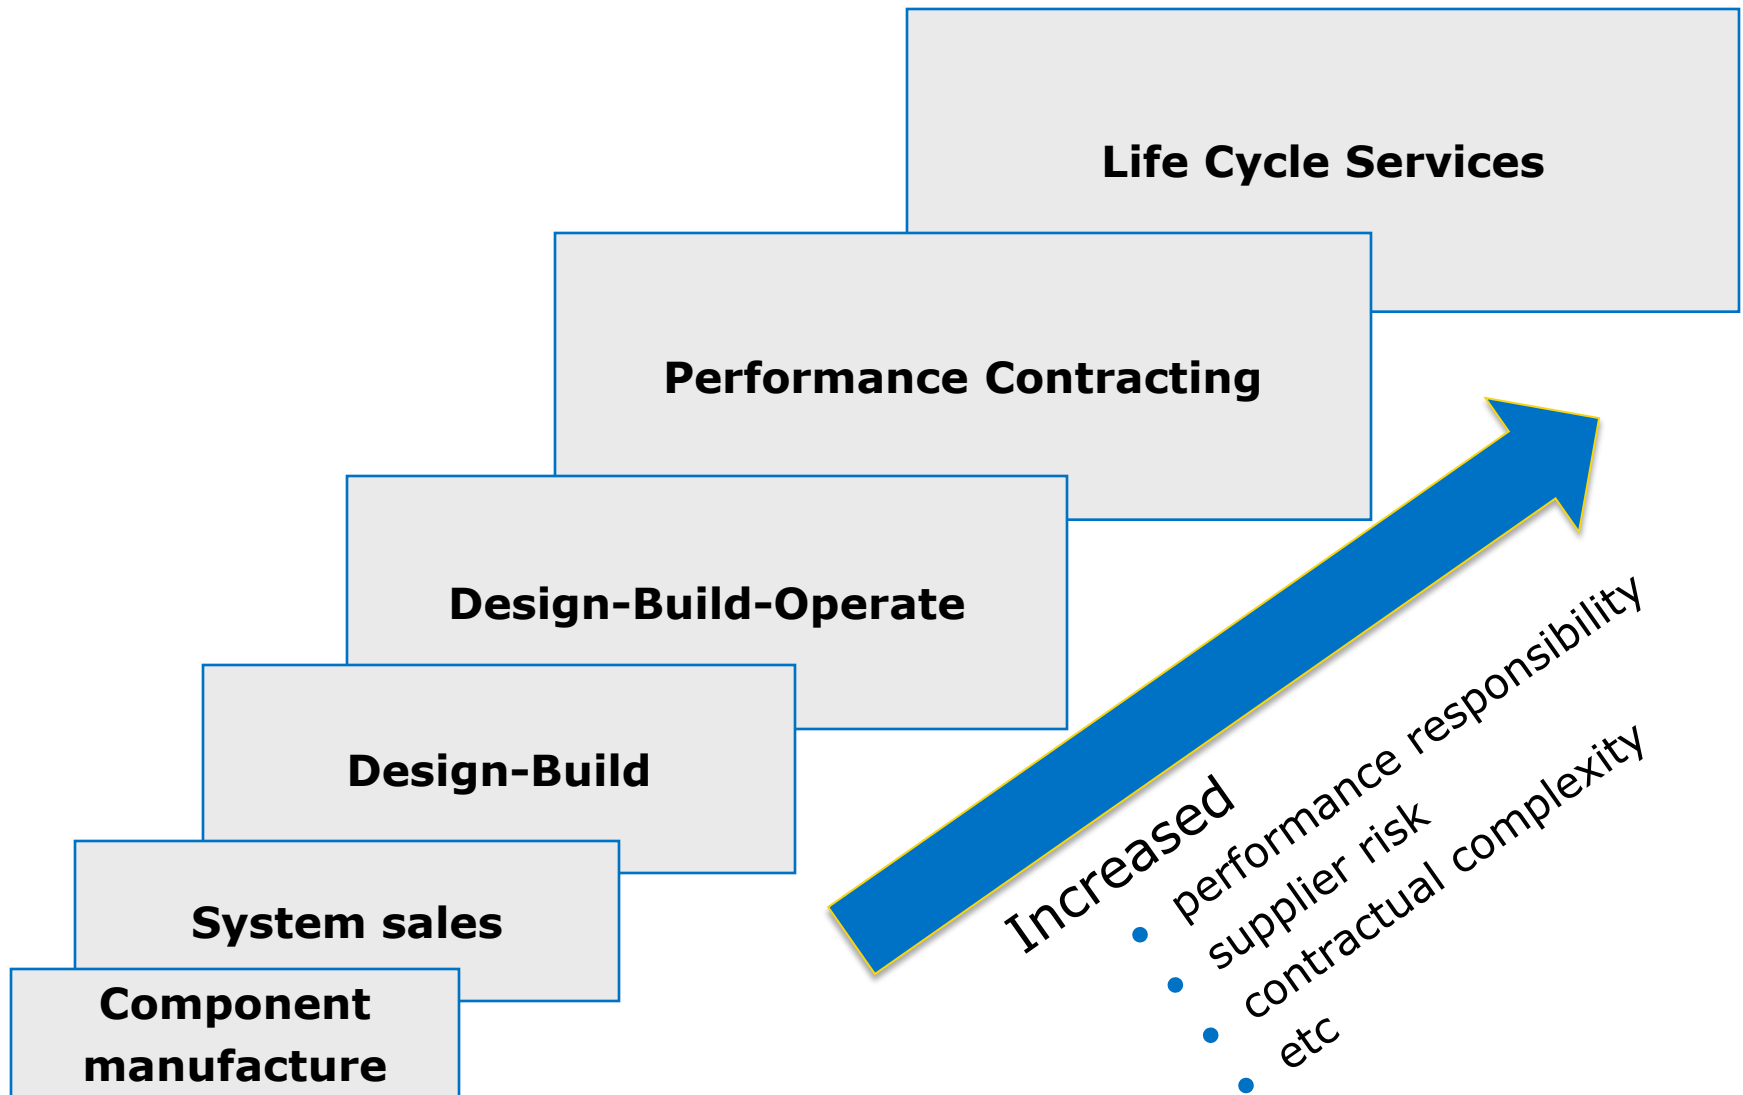 Life Cycle Services
Performance Contracting
Design-Build-Operate
Design-Build
System sales
Component
manufacture
Increased
• performance responsibility
• supplier risk
• contractual complexity
• etc